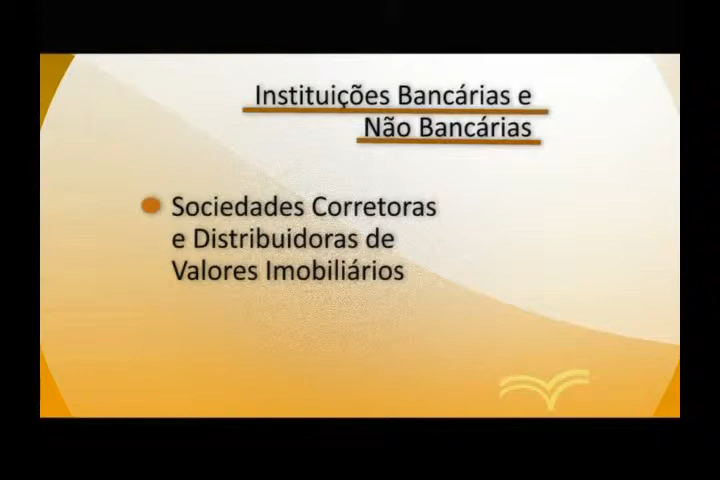 Instituições Bancárias e
Não Bancárias
Sociedades Corretoras
e Distribuidoras de
Valores Imobiliários